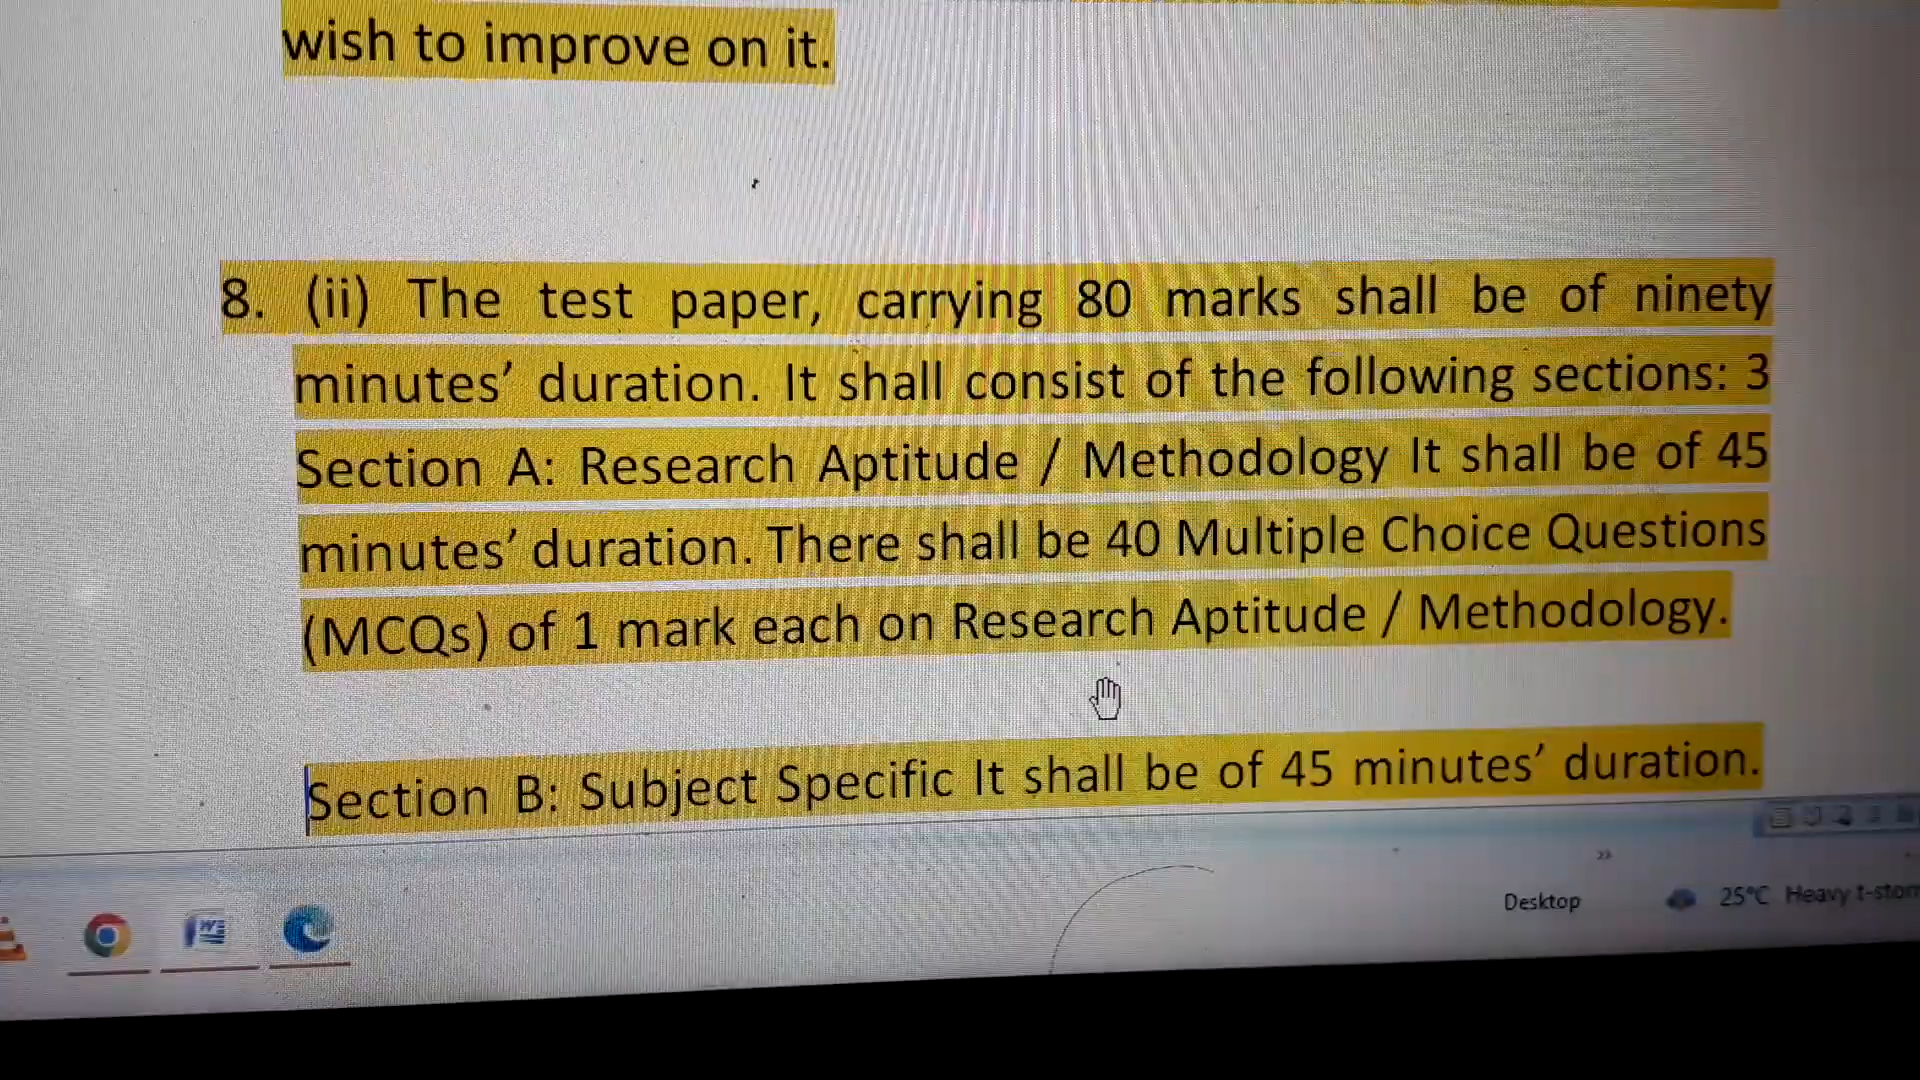 wish to improve on it.
8. (ii) The test paper, carrying 80 marks shall be of ninety
minutes’ duration. It shall consist of the following sections: 3
Section A: Research Aptitude / Methodology It shall be of 45
minutes’ duration. There shall be 40 Multiple Choice Questions
(MCQs) of 1 mark each on Research Aptitude / Methodology.
Section B: Subject Specific It shall be of 45 minutes’ duration.
Desktop
25°C Heavy